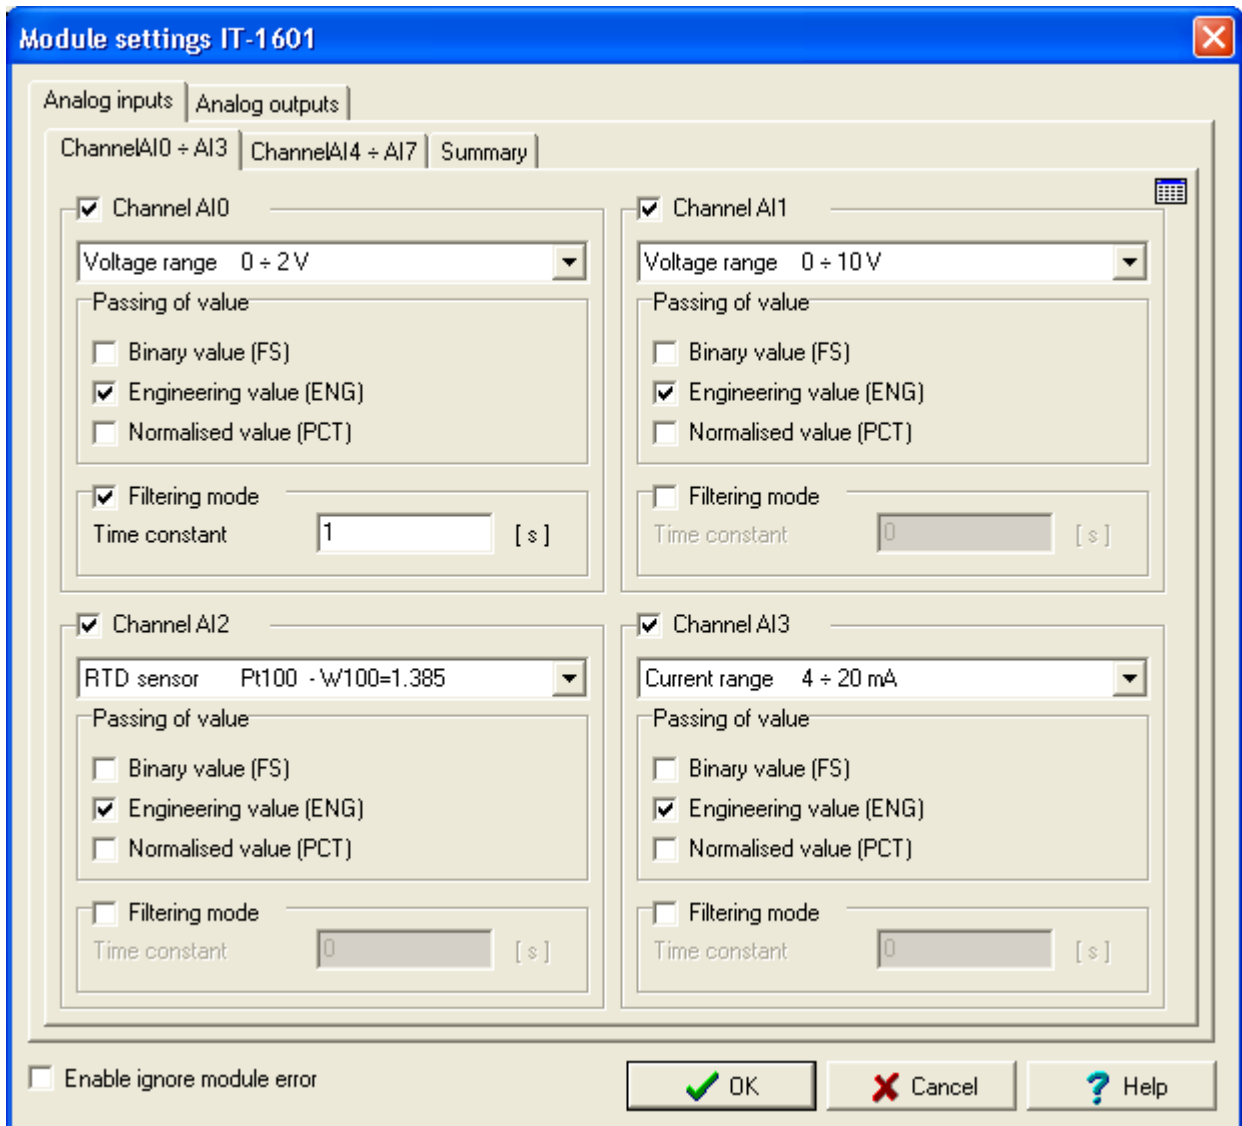 Module settings IT-1601
Analog inputs Analog outputs
ChannelAI0 ÷ AI3 ChannelAI4 ÷ AI7 Summary
Channel AI0
Voltage range 0 ÷ 2 V
Passing of value
Binary value (FS)
Engineering value (ENG)
Normalised value (PCT)
Filtering mode
Time constant 1 [ s ]
Channel AI1
Voltage range 0 ÷ 10 V
Passing of value
Binary value (FS)
Engineering value (ENG)
Normalised value (PCT)
Filtering mode
Time constant 0 [ s ]
Channel AI2
RTD sensor Pt100 - W100=1.385
Passing of value
Binary value (FS)
Engineering value (ENG)
Normalised value (PCT)
Filtering mode
Time constant 0 [ s ]
Channel AI3
Current range 4 ÷ 20 mA
Passing of value
Binary value (FS)
Engineering value (ENG)
Normalised value (PCT)
Filtering mode
Time constant 0 [ s ]
Enable ignore module error
OK Cancel Help